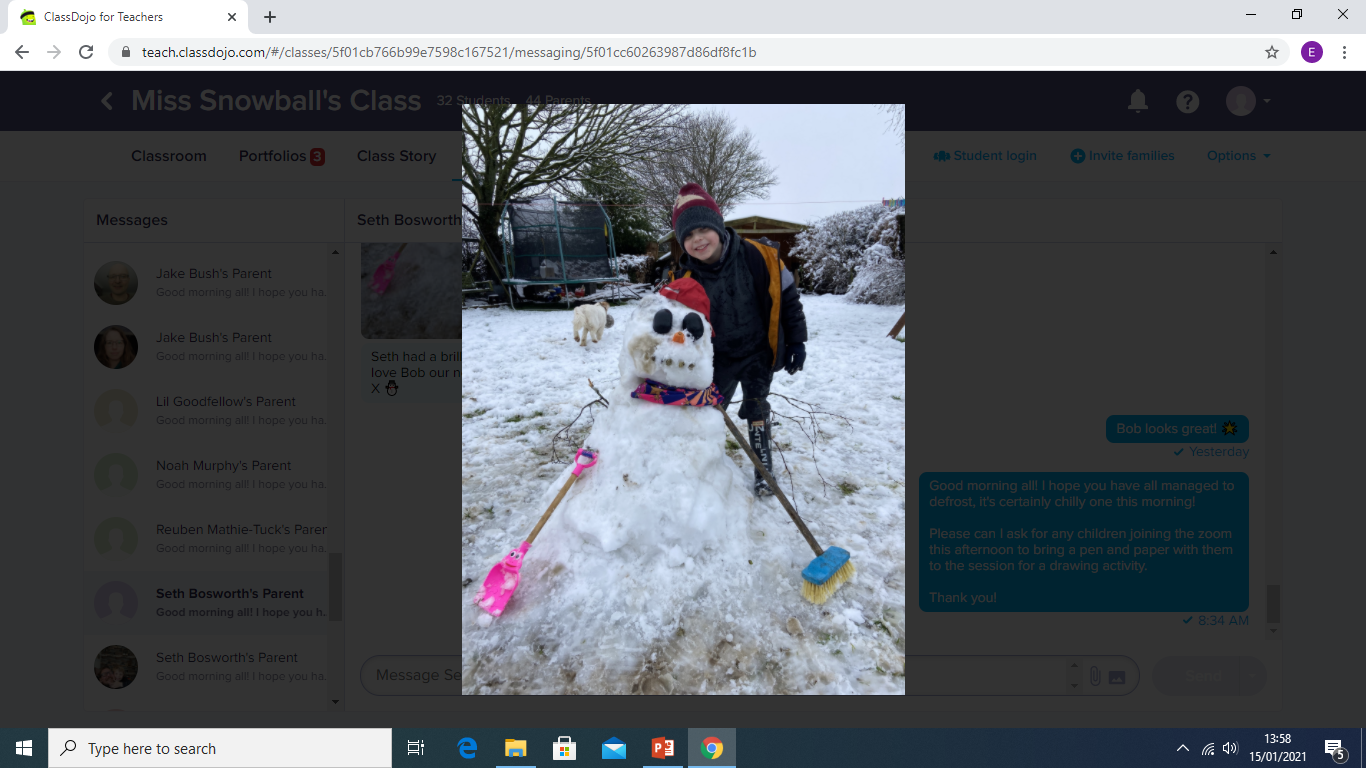 ClassDojo for Teachers
teach.classdojo.com/#/classes/5f01cb766b99e7598c167521/messaging/5f01cc60263987d86df8fc1b
E
Miss Snowball's Class 32 Students 44 Parents
Classroom Portfolios 3 Class Story Student login Invite families Options
Messages
Seth Bosworth
Jake Bush's Parent
Good morning all! I hope you ha..
Jake Bush's Parent
Good morning all! I hope you ha..
Lil Goodfellow's Parent
Good morning all! I hope you ha..
Noah Murphy's Parent
Good morning all! I hope you ha..
Reuben Mathie-Tuck's Paren
Good morning all! I hope you ha..
Seth Bosworth's Parent
Good morning all! I hope you h..
Seth Bosworth's Parent
Good morning all! I hope you ha..
Seth had a bril
love Bob our n
X
Bob looks great!
Yesterday
Good morning all! I hope you have all managed to
defrost, it's certainly chilly one this morning!
Please can I ask for any children joining the zoom
this afternoon to bring a pen and paper with them
to the session for a drawing activity.
Thank you!
8:34 AM
Message Se
Send
Type here to search
13:58
15/01/2021
5